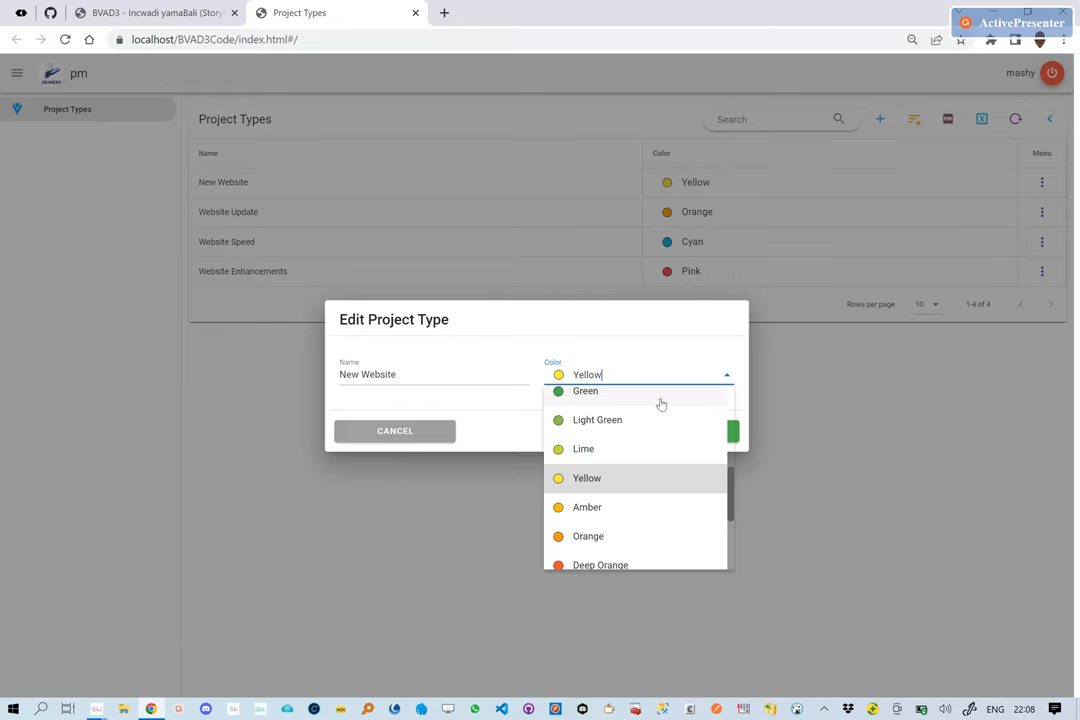 BVAD3 - Incwadi yamaBali (Story
Project Types
ActivePresenter
localhost/BVAD3Code/index.html#/
pm
mashy
Project Types
Project Types
Search
Name
Color
Menu
New Website
Yellow
Website Update
Orange
Website Speed
Cyan
Website Enhancements
Pink
Rows per page
10
1-4 of 4
Edit Project Type
Name
New Website
Color
Yellow
Green
Light Green
Lime
Yellow
Amber
Orange
Deep Orange
CANCEL
ENG
22:08